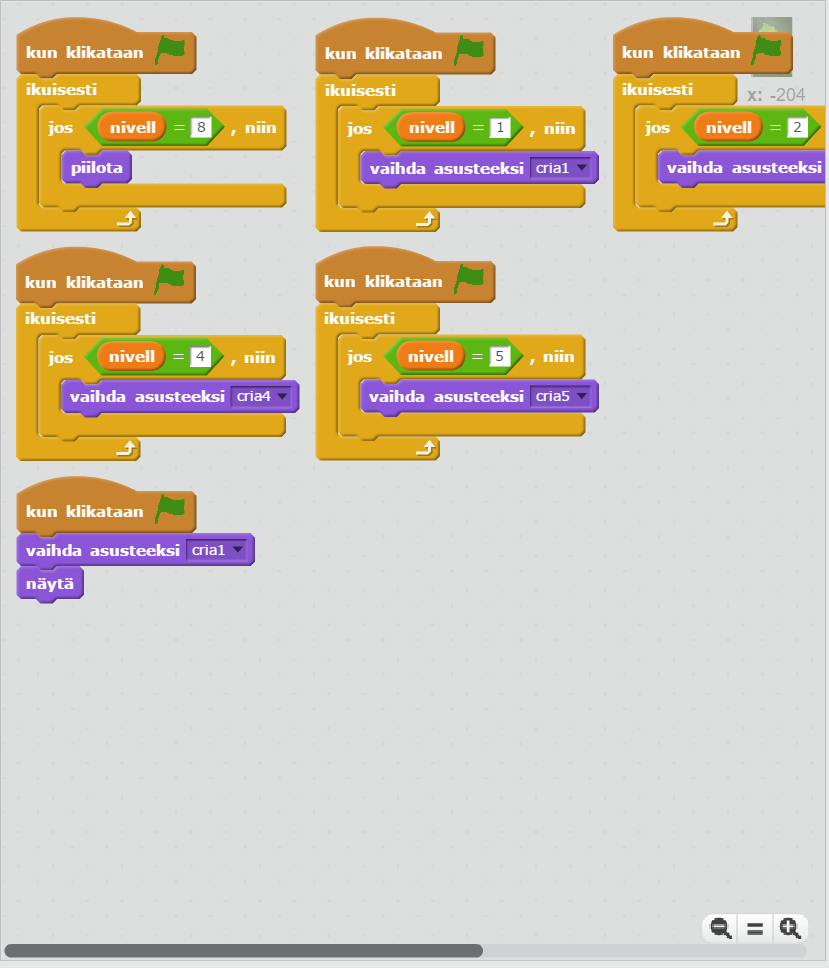 kun klikataan
ikuisesti
jos nivell = 8 , niin
piilota
kun klikataan
ikuisesti
jos nivell = 1 , niin
vaihda asusteeksi cria1
kun klikataan
ikuisesti
x: -204
jos nivell = 2
vaihda asusteeksi
kun klikataan
ikuisesti
jos nivell = 4 , niin
vaihda asusteeksi cria4
kun klikataan
ikuisesti
jos nivell = 5 , niin
vaihda asusteeksi cria5
kun klikataan
vaihda asusteeksi cria1
näytä